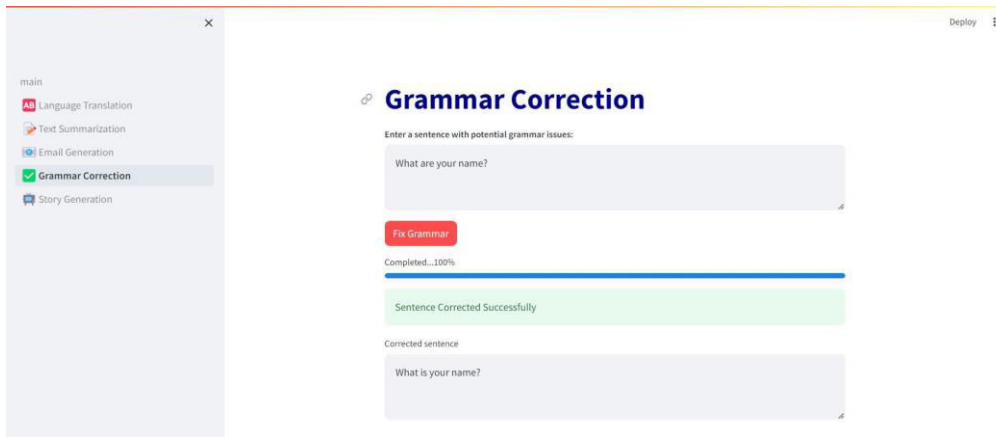 Deploy
main
Language Translation
Text Summarization
Email Generation
Grammar Correction
Story Generation
Grammar Correction
Enter a sentence with potential grammar issues:
What are your name?
Fix Grammar
Completed...100%
Sentence Corrected Successfully
Corrected sentence
What is your name?